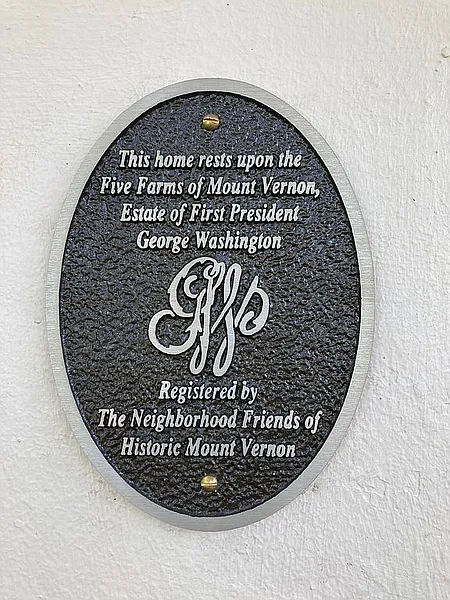 This home rests upon the
Five Farms of Mount Vernon,
Estate of First President
George Washington
Registered by
The Neighborhood Friends of
Historic Mount Vernon